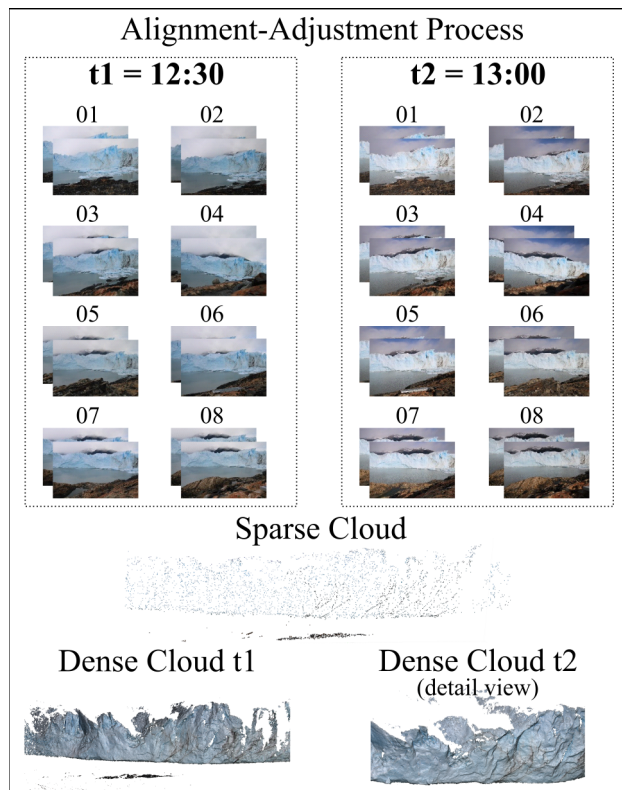 Alignment-Adjustment Process
t1 = 12:30
t2 = 13:00
01
02
03
04
05
06
07
08
01
02
03
04
05
06
07
08
Sparse Cloud
Dense Cloud t1
Dense Cloud t2
(detail view)